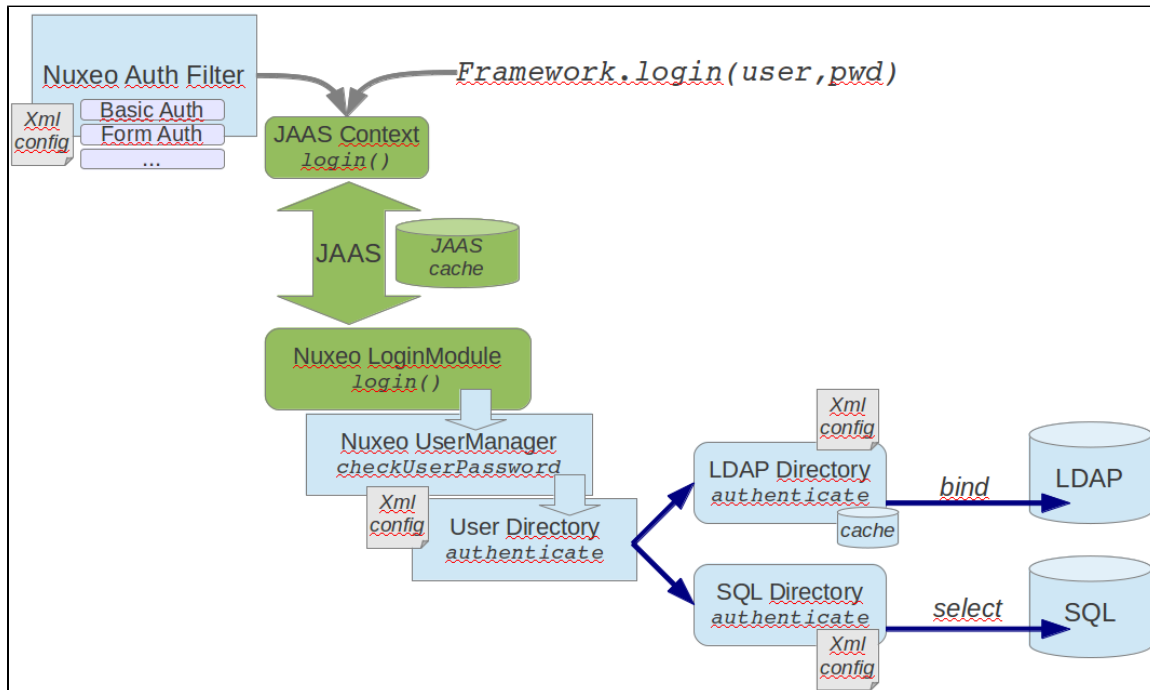 Nuxeo Auth Filter
Framework.login(user,pwd)
Xml
config
Basic Auth
Form Auth
...
JAAS Context
login()
JAAS
JAAS
cache
Nuxeo LoginModule
login()
Nuxeo UserManager
checkUserPassword
Xml
config
User Directory
authenticate
Xml
config
LDAP Directory
authenticate
cache
bind
LDAP
SQL Directory
authenticate
Xml
config
select
SQL